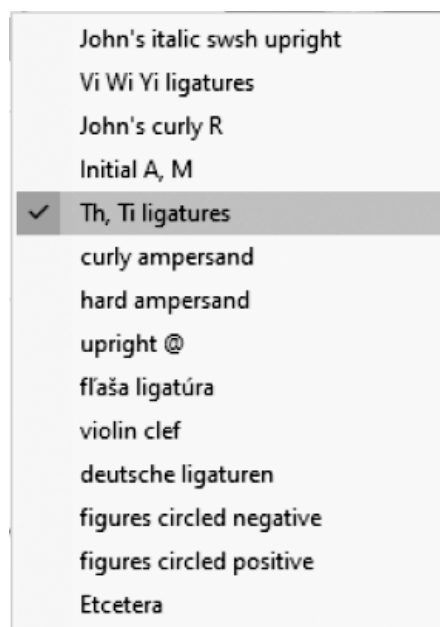 John's italic swsh upright
Vi Wi Yi ligatures
John's curly R
Initial A, M
Th, Ti ligatures
curly ampersand
hard ampersand
upright @
fľaša ligatúra
violin clef
deutsche ligaturen
figures circled negative
figures circled positive
Etcetera